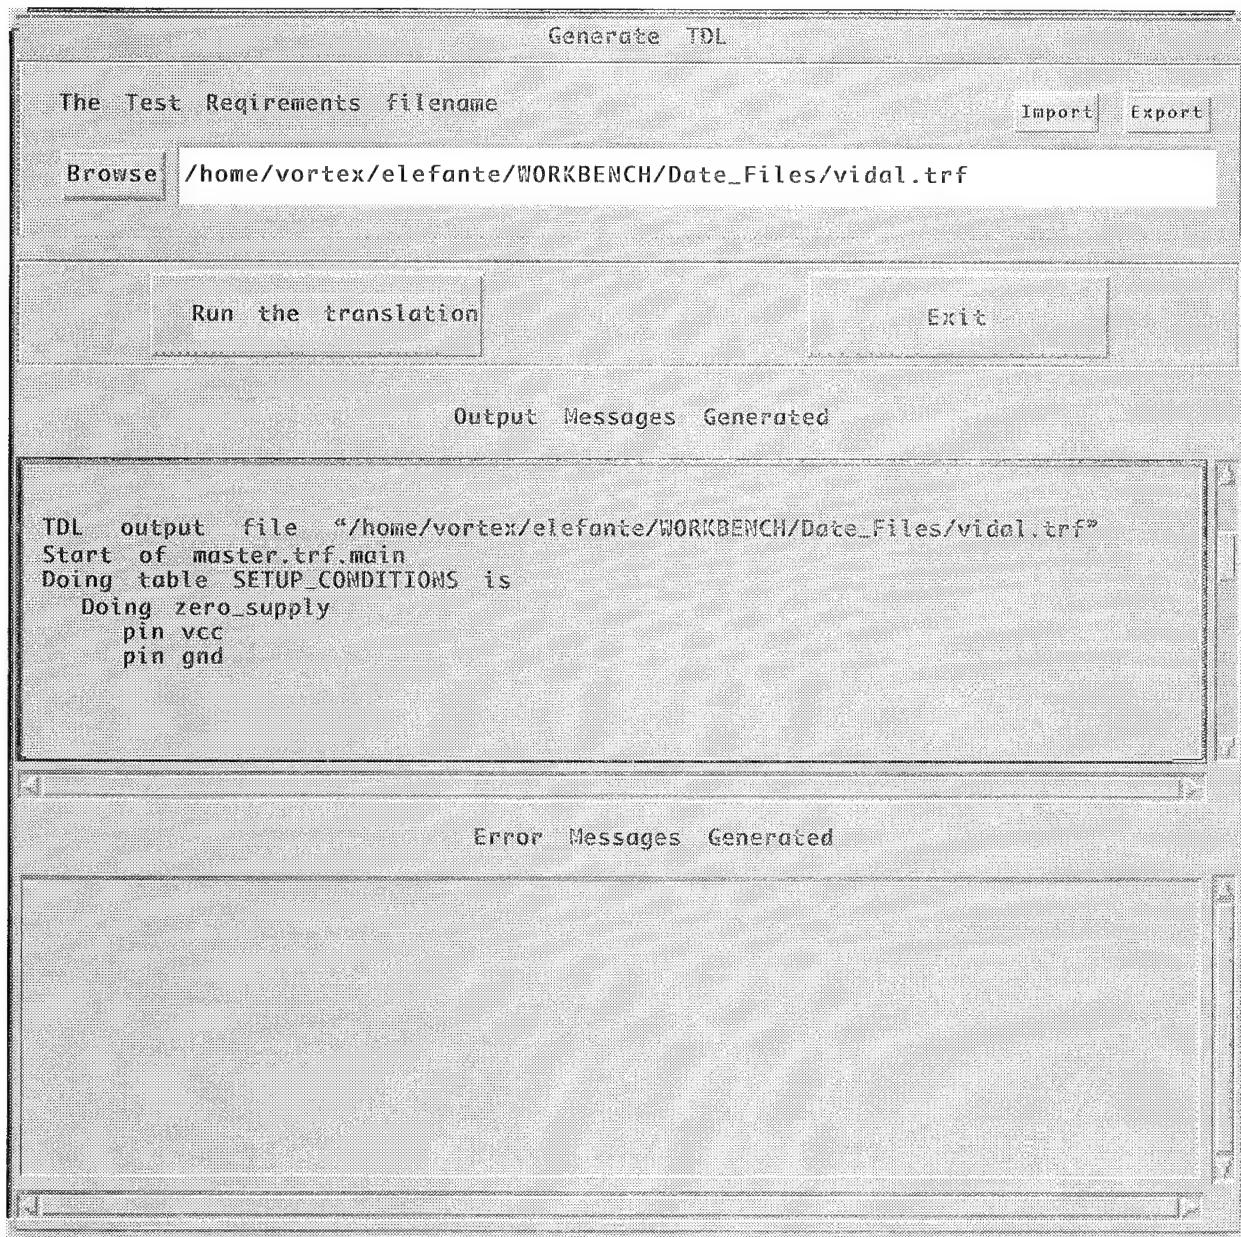 Generate TDL
The Test Reqirements filename
Import Export
Browse /home/vortex/elefante/WORKBENCH/Date_Files/vidal.trf
Run the translation Exit
Output Messages Generated
TDL output file “/home/vortex/elefante/WORKBENCH/Date_Files/vidal.trf”
Start of master.trf.main
Doing table SETUP_CONDITIONS is
Doing zero_supply
pin vcc
pin gnd
Error Messages Generated